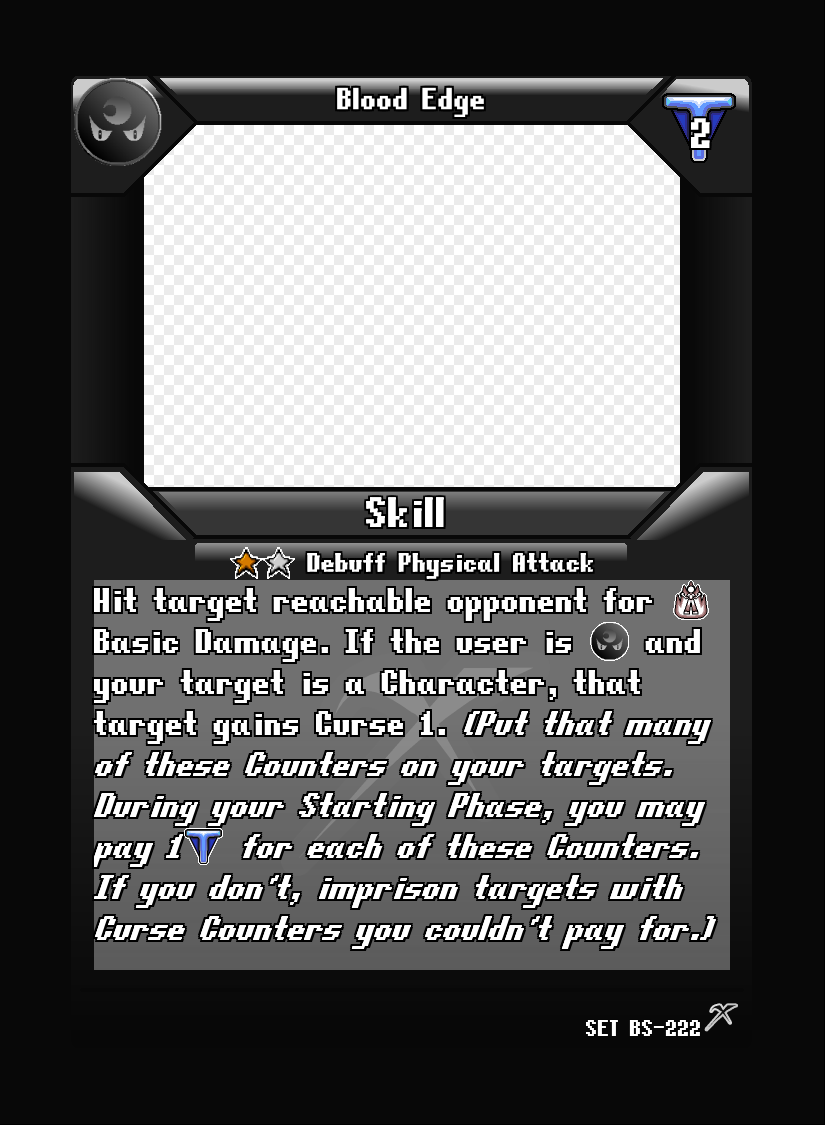 Blood Edge
2
Skill
Debuff Physical Attack
Hit target reachable opponent for
Basic Damage. If the user is and
your target is a Character, that
target gains Curse 1. (Put that many
of these Counters on your targets.
During your Starting Phase, you may
pay 1 for each of these Counters.
If you don't, imprison targets with
Curse Counters you couldn't pay for.)
SET BS-222